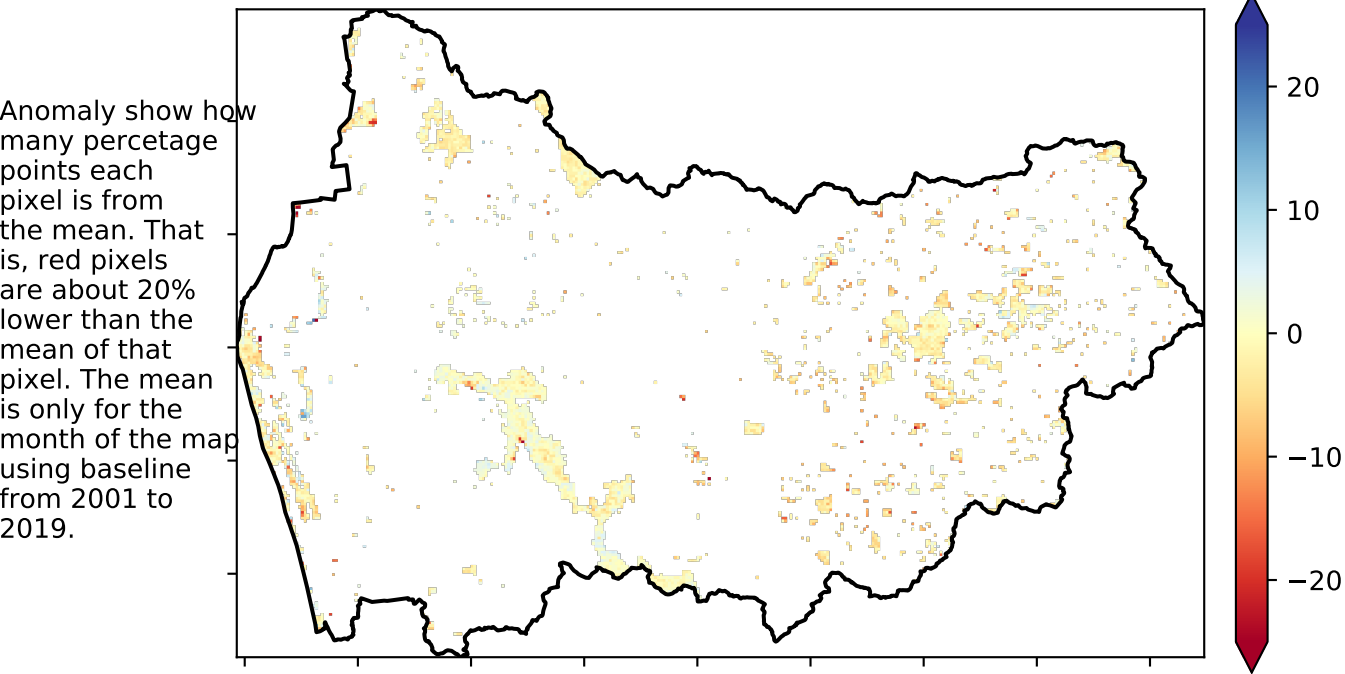 Anomaly show how
many percetage
points each
pixel is from
the mean. That
is, red pixels
are about 20%
lower than the
mean of that
pixel. The mean
is only for the
month of the map
using baseline
from 2001 to
2019.
20
10
0
−10
−20